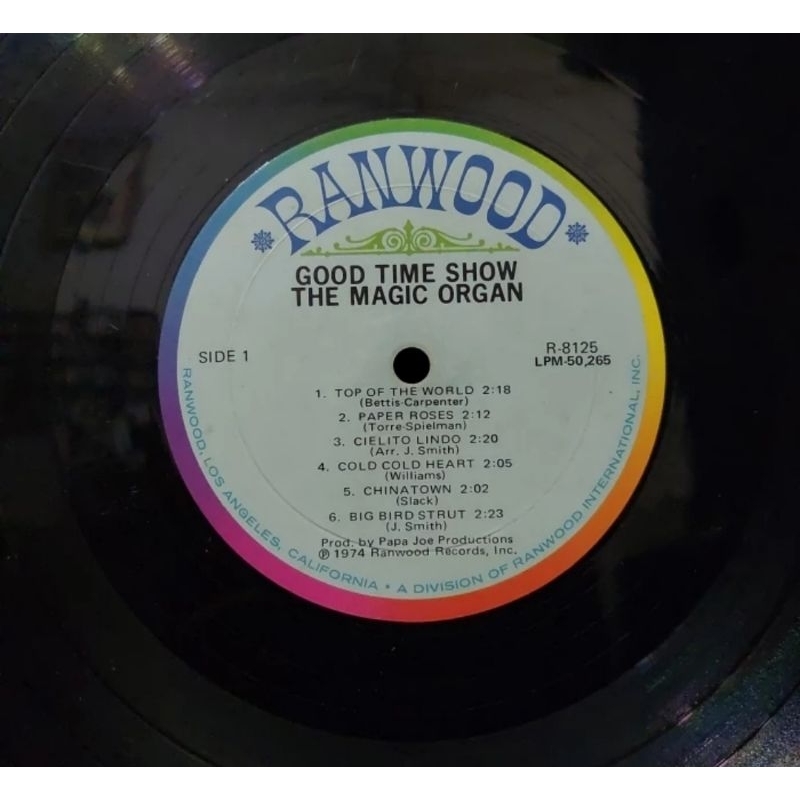 RANWOOD
GOOD TIME SHOW
THE MAGIC ORGAN
SIDE 1
R-8125
LPM-50,265
1. TOP OF THE WORLD 2:18
(Bettis-Carpenter)
2. PAPER ROSES 2:12
(Torre-Spielman)
3. CIELITO LINDO 2:20
(Arr. J. Smith)
4. COLD COLD HEART 2:05
(Williams)
5. CHINATOWN 2:02
(Slack)
6. BIG BIRD STRUT 2:23
(J. Smith)
Prod. by Papa Joe Productions
℗ 1974 Ranwood Records, Inc.
RANWOOD, LOS ANGELES, CALIFORNIA • A DIVISION OF RANWOOD INTERNATIONAL, INC.